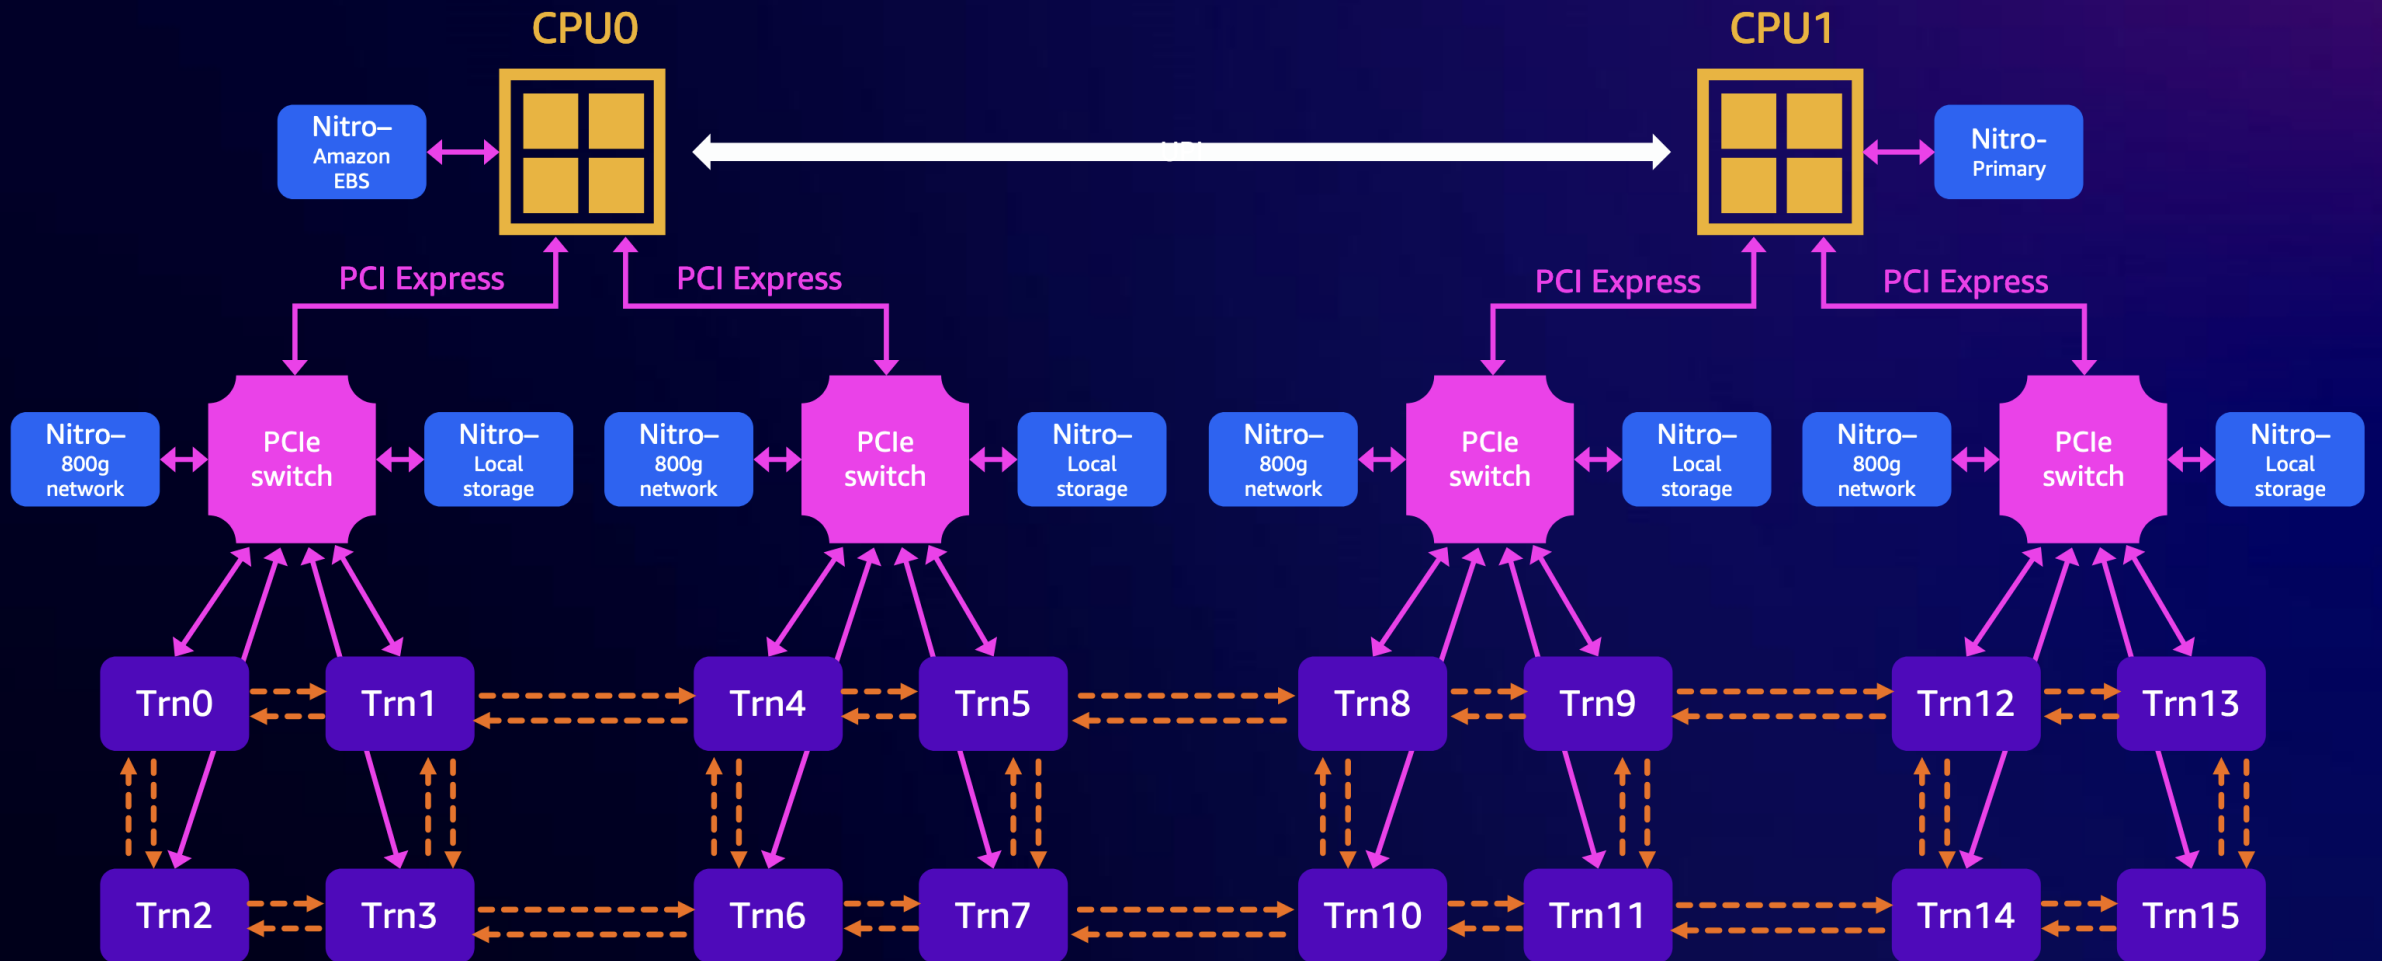 CPU0
CPU1
Nitro–
Amazon
EBS
Nitro-
Primary
PCI Express
PCI Express
PCI Express
PCI Express
Nitro–
800g
network
PCIe
switch
Nitro–
Local
storage
Nitro–
800g
network
PCIe
switch
Nitro–
Local
storage
Nitro–
800g
network
PCIe
switch
Nitro–
Local
storage
Nitro–
800g
network
PCIe
switch
Nitro–
Local
storage
Trn0
Trn1
Trn4
Trn5
Trn8
Trn9
Trn12
Trn13
Trn2
Trn3
Trn6
Trn7
Trn10
Trn11
Trn14
Trn15